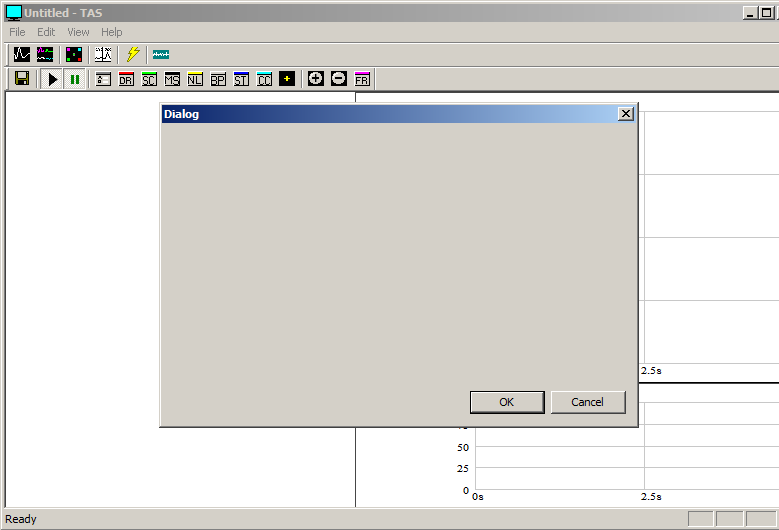 Untitled - TAS
File Edit View Help
DR SC MS NL BP ST CC FR
Dialog
2.5s
OK Cancel
50
25
0
0s 2.5s
Ready